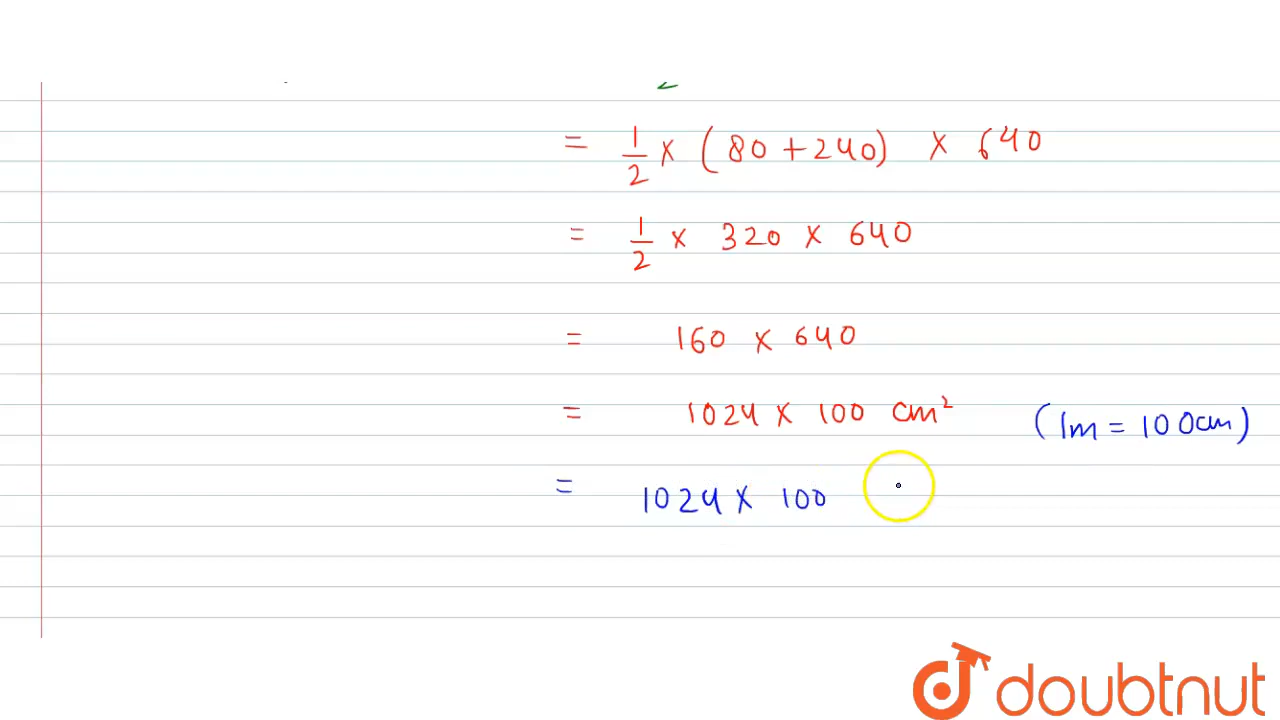 = 1/2 × (80 + 240) × 640
= 1/2 × 320 × 640
= 160 × 640
= 1024 × 100 cm² (1m = 100cm)
= 1024 × 100
doubtnut